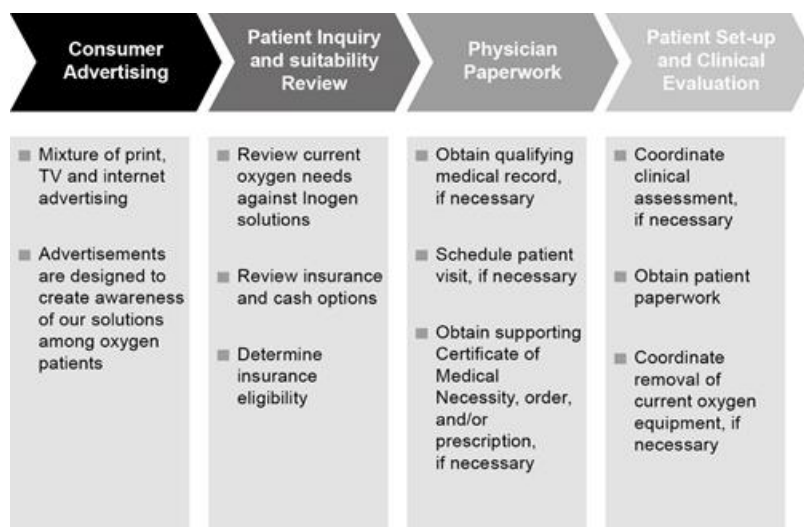 Consumer
Advertising
Patient Inquiry
and suitability
Review
Physician
Paperwork
Patient Set-up
and Clinical
Evaluation
Mixture of print,
TV and internet
advertising
Advertisements
are designed to
create awareness
of our solutions
among oxygen
patients
Review current
oxygen needs
against Inogen
solutions
Review insurance
and cash options
Determine
insurance
eligibility
Obtain qualifying
medical record,
if necessary
Schedule patient
visit, if necessary
Obtain supporting
Certificate of
Medical
Necessity, order,
and/or
prescription,
if necessary
Coordinate
clinical
assessment,
if necessary
Obtain patient
paperwork
Coordinate
removal of
current oxygen
equipment, if
necessary